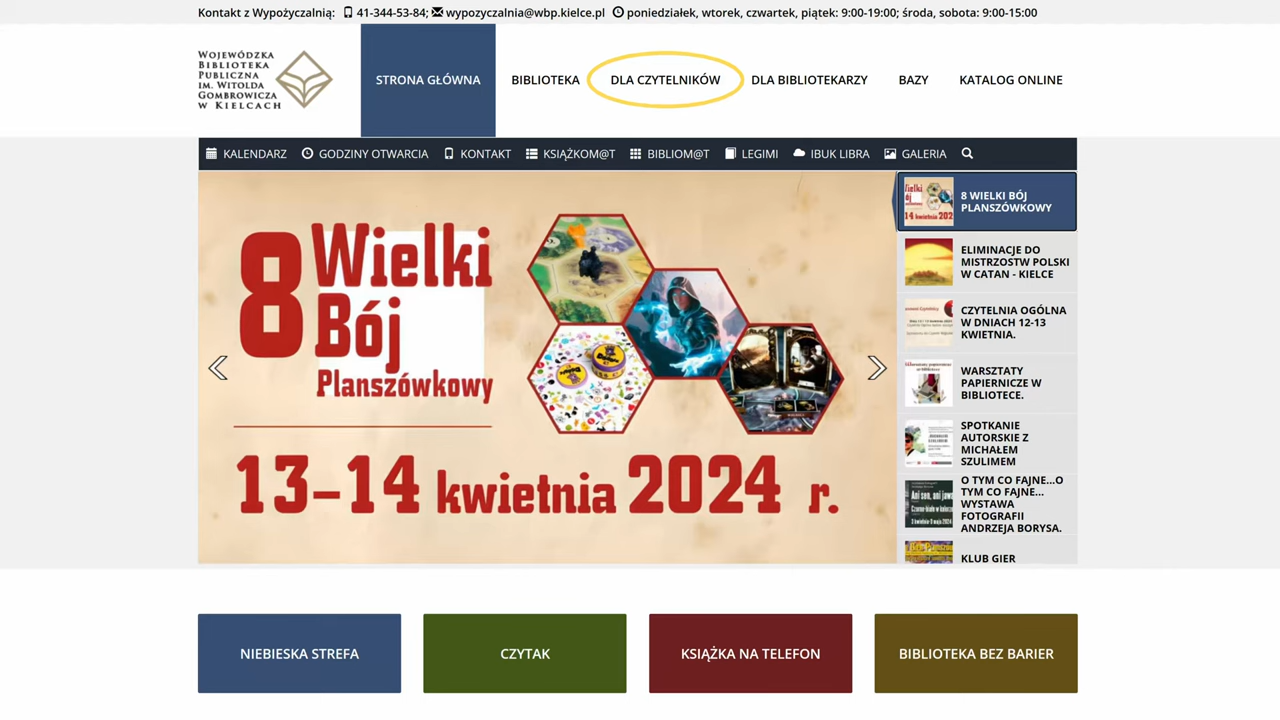 Kontakt z Wypożyczalnią: 41-344-53-84; wypozyczalnia@wbp.kielce.pl poniedziałek, wtorek, czwartek, piątek: 9:00-19:00; środa, sobota: 9:00-15:00
Wojewódzka
Biblioteka
Publiczna
im. Witolda
Gombrowicza
w Kielcach
STRONA GŁÓWNA BIBLIOTEKA DLA CZYTELNIKÓW DLA BIBLIOTEKARZY BAZY KATALOG ONLINE
KALENDARZ GODZINY OTWARCIA KONTAKT KSIĄŻKOM@T BIBLIOM@T LEGIMI IBUK LIBRA GALERIA
8 Wielki
Bój
Planszówkowy
13-14 kwietnia 2024 r.
8 WIELKI BÓJ
PLANSZÓWKOWY
ELIMINACJE DO
MISTRZOSTW POLSKI
W CATAN - KIELCE
CZYTELNIA OGÓLNA
W DNIACH 12-13
KWIETNIA.
WARSZTATY
PAPIERNICZE W
BIBLIOTECE.
SPOTKANIE
AUTORSKIE Z
MICHAŁEM
SZULIMEM
O TYM CO FAJNE...O
TYM CO FAJNE...
WYSTAWA
FOTOGRAFII
ANDRZEJA BORYSA.
KLUB GIER
NIEBIESKA STREFA CZYTAK KSIĄŻKA NA TELEFON BIBLIOTEKA BEZ BARIER